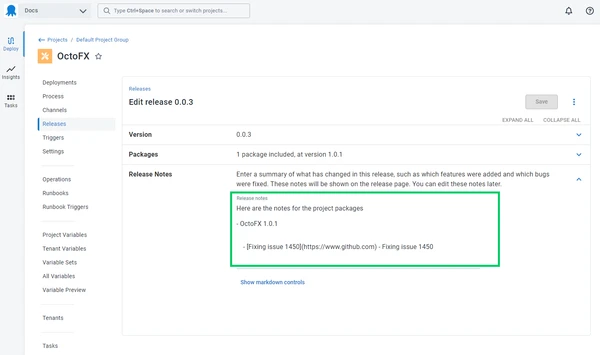 Docs
Type Ctrl+Space to search or switch projects...
Deploy
Insights
Tasks
Projects / Default Project Group
OctoFX
Deployments
Process
Channels
Releases
Triggers
Settings
Operations
Runbooks
Runbook Triggers
Project Variables
Tenant Variables
Variable Sets
All Variables
Variable Preview
Tenants
Tasks
Releases
Edit release 0.0.3
Save
EXPAND ALL
COLLAPSE ALL
Version
0.0.3
Packages
1 package included, at version 1.0.1
Release Notes
Enter a summary of what has changed in this release, such as which features were added and which bugs
were fixed. These notes will be shown on the release page. You can edit these notes later.
Release notes
Here are the notes for the project packages
- OctoFX 1.0.1
- [Fixing issue 1450](https://www.github.com) - Fixing issue 1450
Show markdown controls